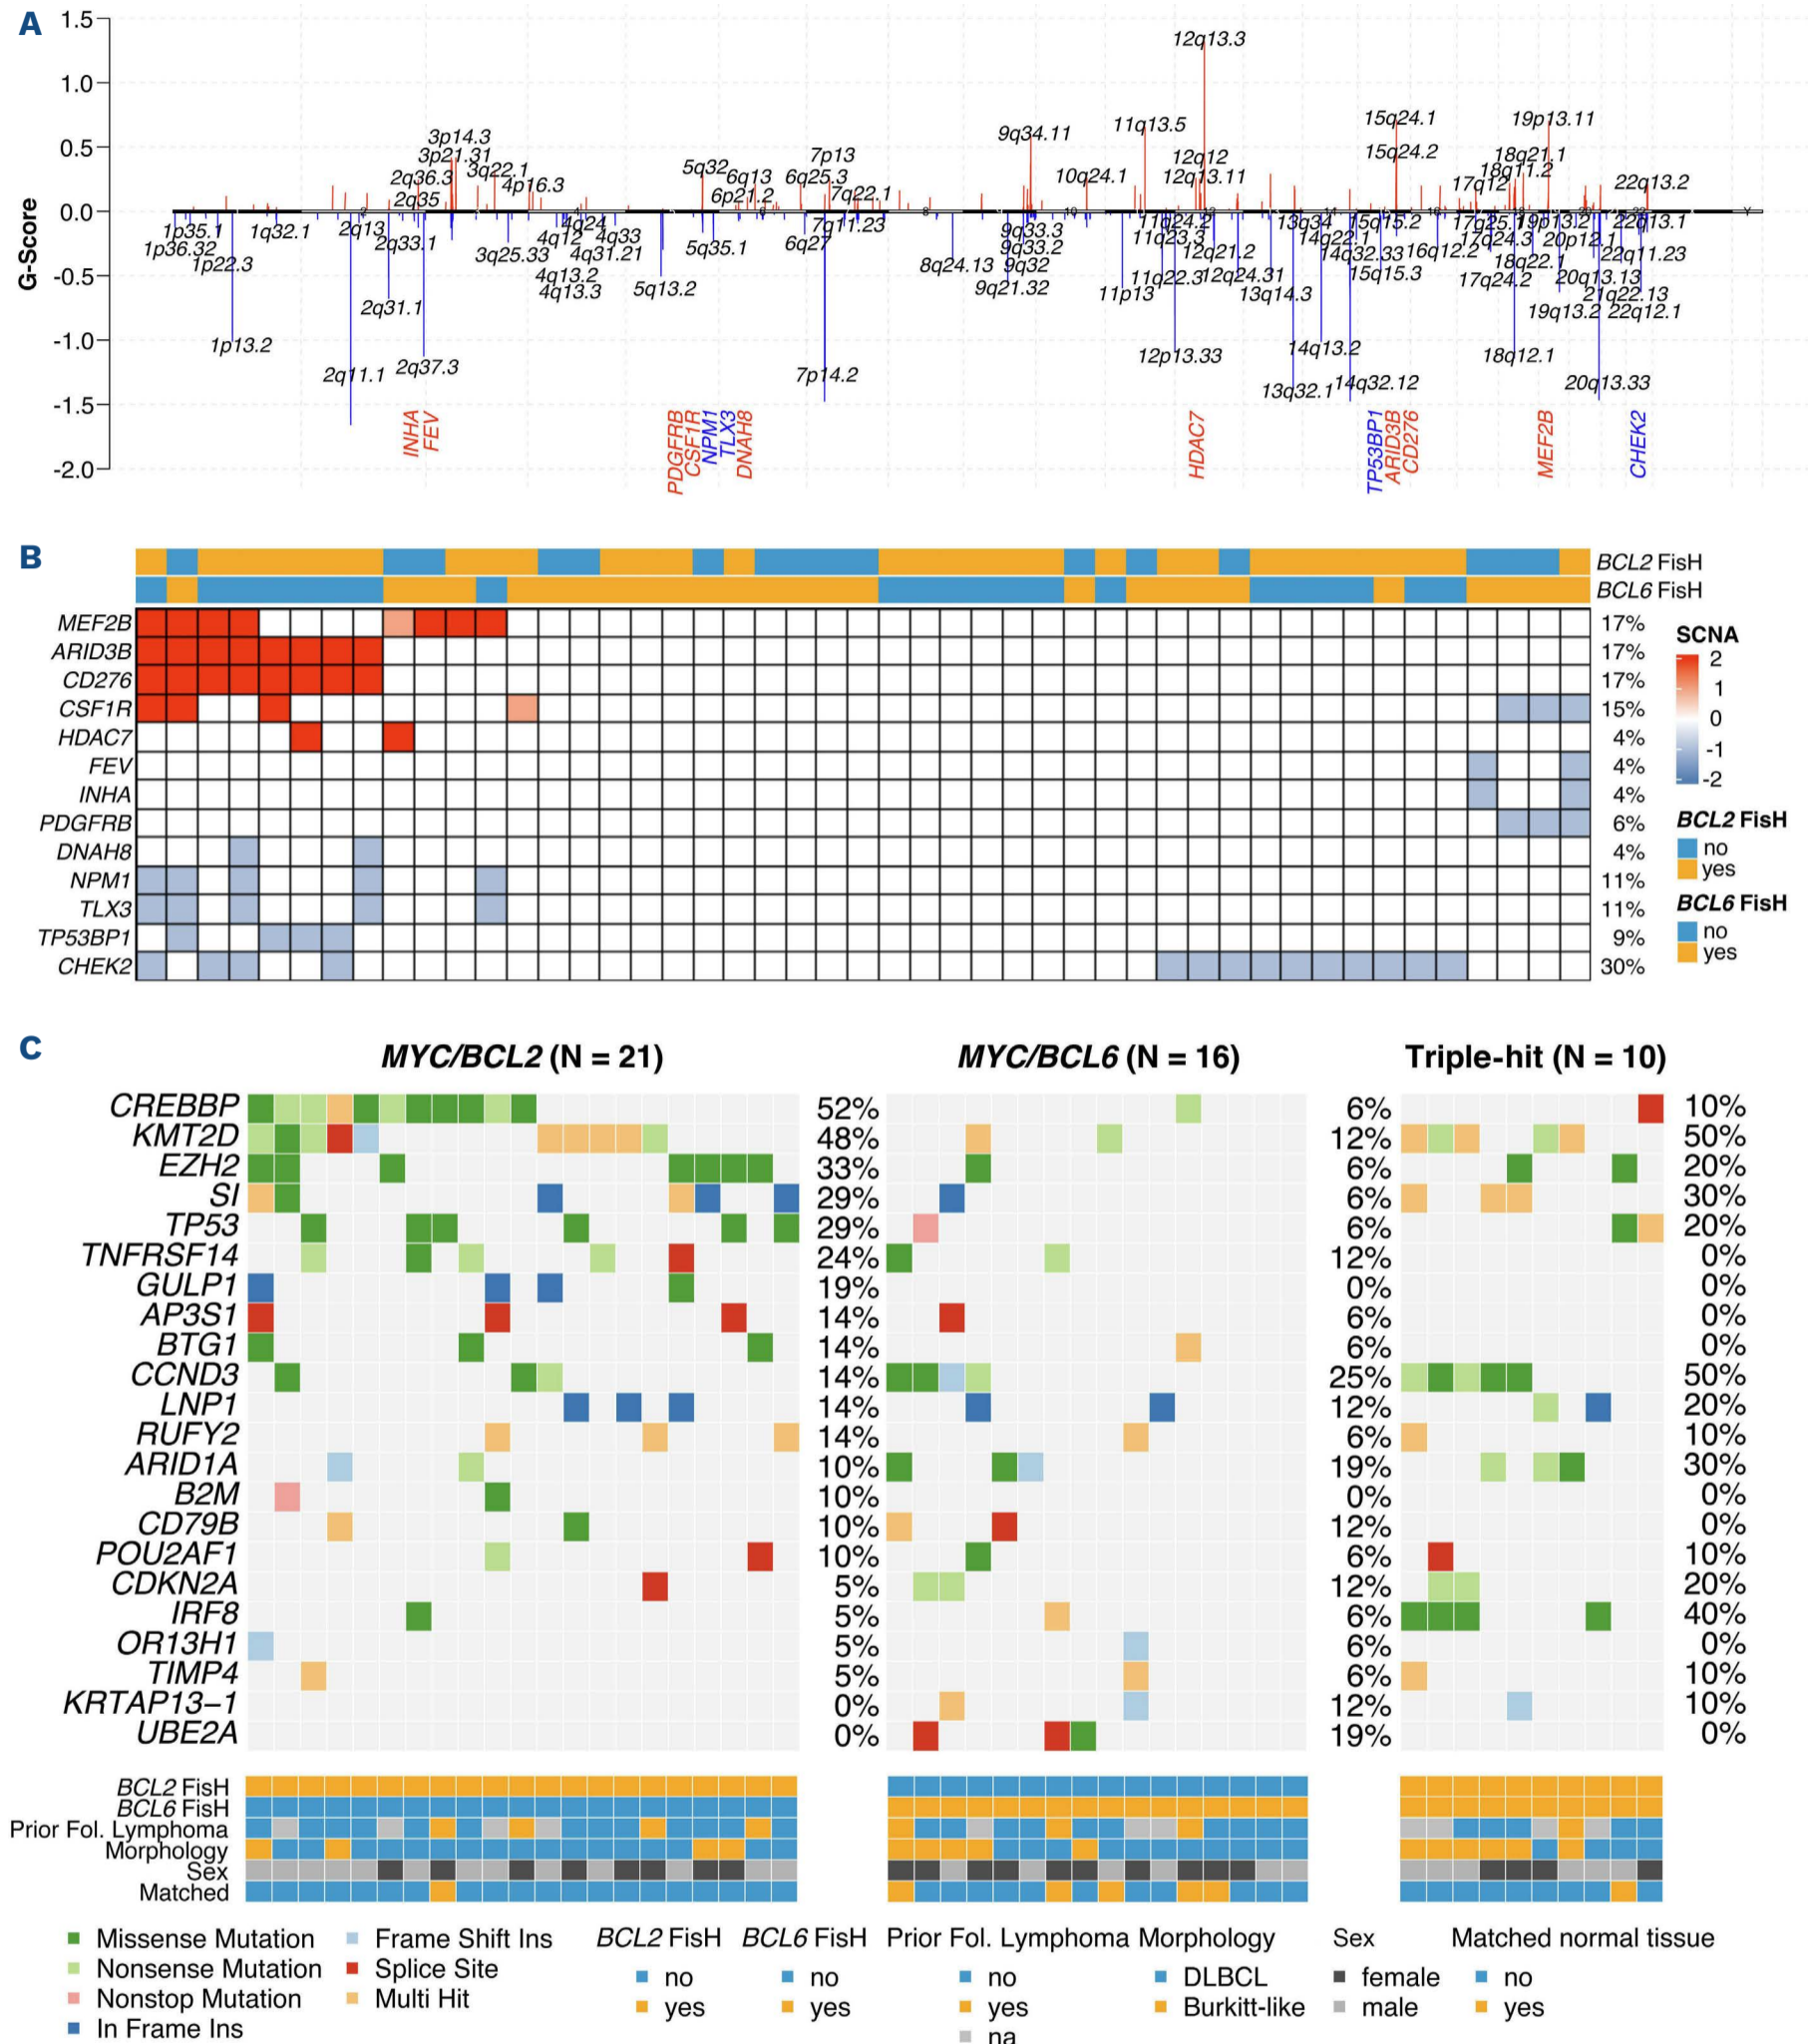 A
1.5
1.0
0.5
0.0
-0.5
-1.0
-1.5
-2.0
G-Score
12q13.3
3p14.3
3p21.31
2q36.3
3q22.1
2q35
4p16.3
5q32
6q13
6p21.2
7p13
6q25.3
7q22.1
9q34.11
10q24.1
11q13.5
12q12
12q13.11
15q24.1
15q24.2
19p13.11
18q21.1
18q11.2
17q12
22q13.2
1p35.1
1p36.32
1p22.3
1q32.1
2q13
2q33.1
2q31.1
1p13.2
2q11.1
2q37.3
3q25.33
4q24
4q12
4q33
4q31.21
4q13.2
4q13.3
5q35.1
5q13.2
6q27
7q11.23
7p14.2
8q24.13
9q33.3
9q33.2
9q32
9q21.32
11q24.2
11q23.3
11q22.3
11p13
12q21.2
12q24.31
12p13.33
13q34
13q14.3
13q32.1
14q22.1
14q32.33
14q13.2
14q32.12
15q15.2
15q15.3
16q12.2
17q25.1
17q24.3
17q24.2
18q22.1
18q12.1
19p13.2
19q13.2
20p12.1
20q13.13
20q13.33
21q22.13
22q13.1
22q11.23
22q12.1
INHA
FEV
PDGFRB
CSF1R
NPM1
TLX3
DNAH8
HDAC7
TP53BP1
ARID3B
CD276
MEF2B
CHEK2
B
BCL2 FisH
BCL6 FisH
MEF2B 17%
ARID3B 17%
CD276 17%
CSF1R 15%
HDAC7 4%
FEV 4%
INHA 4%
PDGFRB 6%
DNAH8 4%
NPM1 11%
TLX3 11%
TP53BP1 9%
CHEK2 30%
SCNA
2
1
0
-1
-2
BCL2 FisH
no
yes
BCL6 FisH
no
yes
C
MYC/BCL2 (N = 21) MYC/BCL6 (N = 16) Triple-hit (N = 10)
CREBBP 52% 6% 10%
KMT2D 48% 12% 50%
EZH2 33% 6% 20%
SI 29% 6% 30%
TP53 29% 6% 20%
TNFRSF14 24% 12% 0%
GULP1 19% 0% 0%
AP3S1 14% 6% 0%
BTG1 14% 6% 0%
CCND3 14% 25% 50%
LNP1 14% 12% 20%
RUFY2 14% 6% 10%
ARID1A 10% 19% 30%
B2M 10% 0% 0%
CD79B 10% 12% 0%
POU2AF1 10% 6% 10%
CDKN2A 5% 12% 20%
IRF8 5% 6% 40%
OR13H1 5% 6% 0%
TIMP4 5% 6% 10%
KRTAP13−1 0% 12% 10%
UBE2A 0% 19% 0%
BCL2 FisH
BCL6 FisH
Prior Fol. Lymphoma
Morphology
Sex
Matched
Missense Mutation
Nonsense Mutation
Nonstop Mutation
In Frame Ins
Frame Shift Ins
Splice Site
Multi Hit
BCL2 FisH
no
yes
BCL6 FisH
no
yes
Prior Fol. Lymphoma
no
yes
na
Morphology
DLBCL
Burkitt-like
Sex
female
male
Matched normal tissue
no
yes